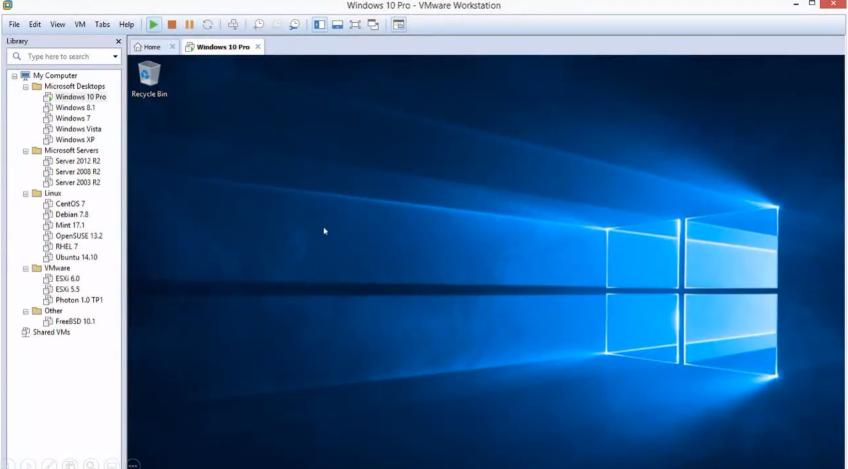 Windows 10 Pro - VMware Workstation
File Edit View VM Tabs Help
Library
Home
Windows 10 Pro
Type here to search
My Computer
Microsoft Desktops
Windows 10 Pro
Windows 8.1
Windows 7
Windows Vista
Windows XP
Microsoft Servers
Server 2012 R2
Server 2008 R2
Server 2003 R2
Linux
CentOS 7
Debian 7.8
Mint 17.1
OpenSUSE 13.2
RHEL 7
Ubuntu 14.10
VMware
ESXi 6.0
ESXi 5.5
Photon 1.0 TP1
Other
FreeBSD 10.1
Shared VMs
Recycle Bin